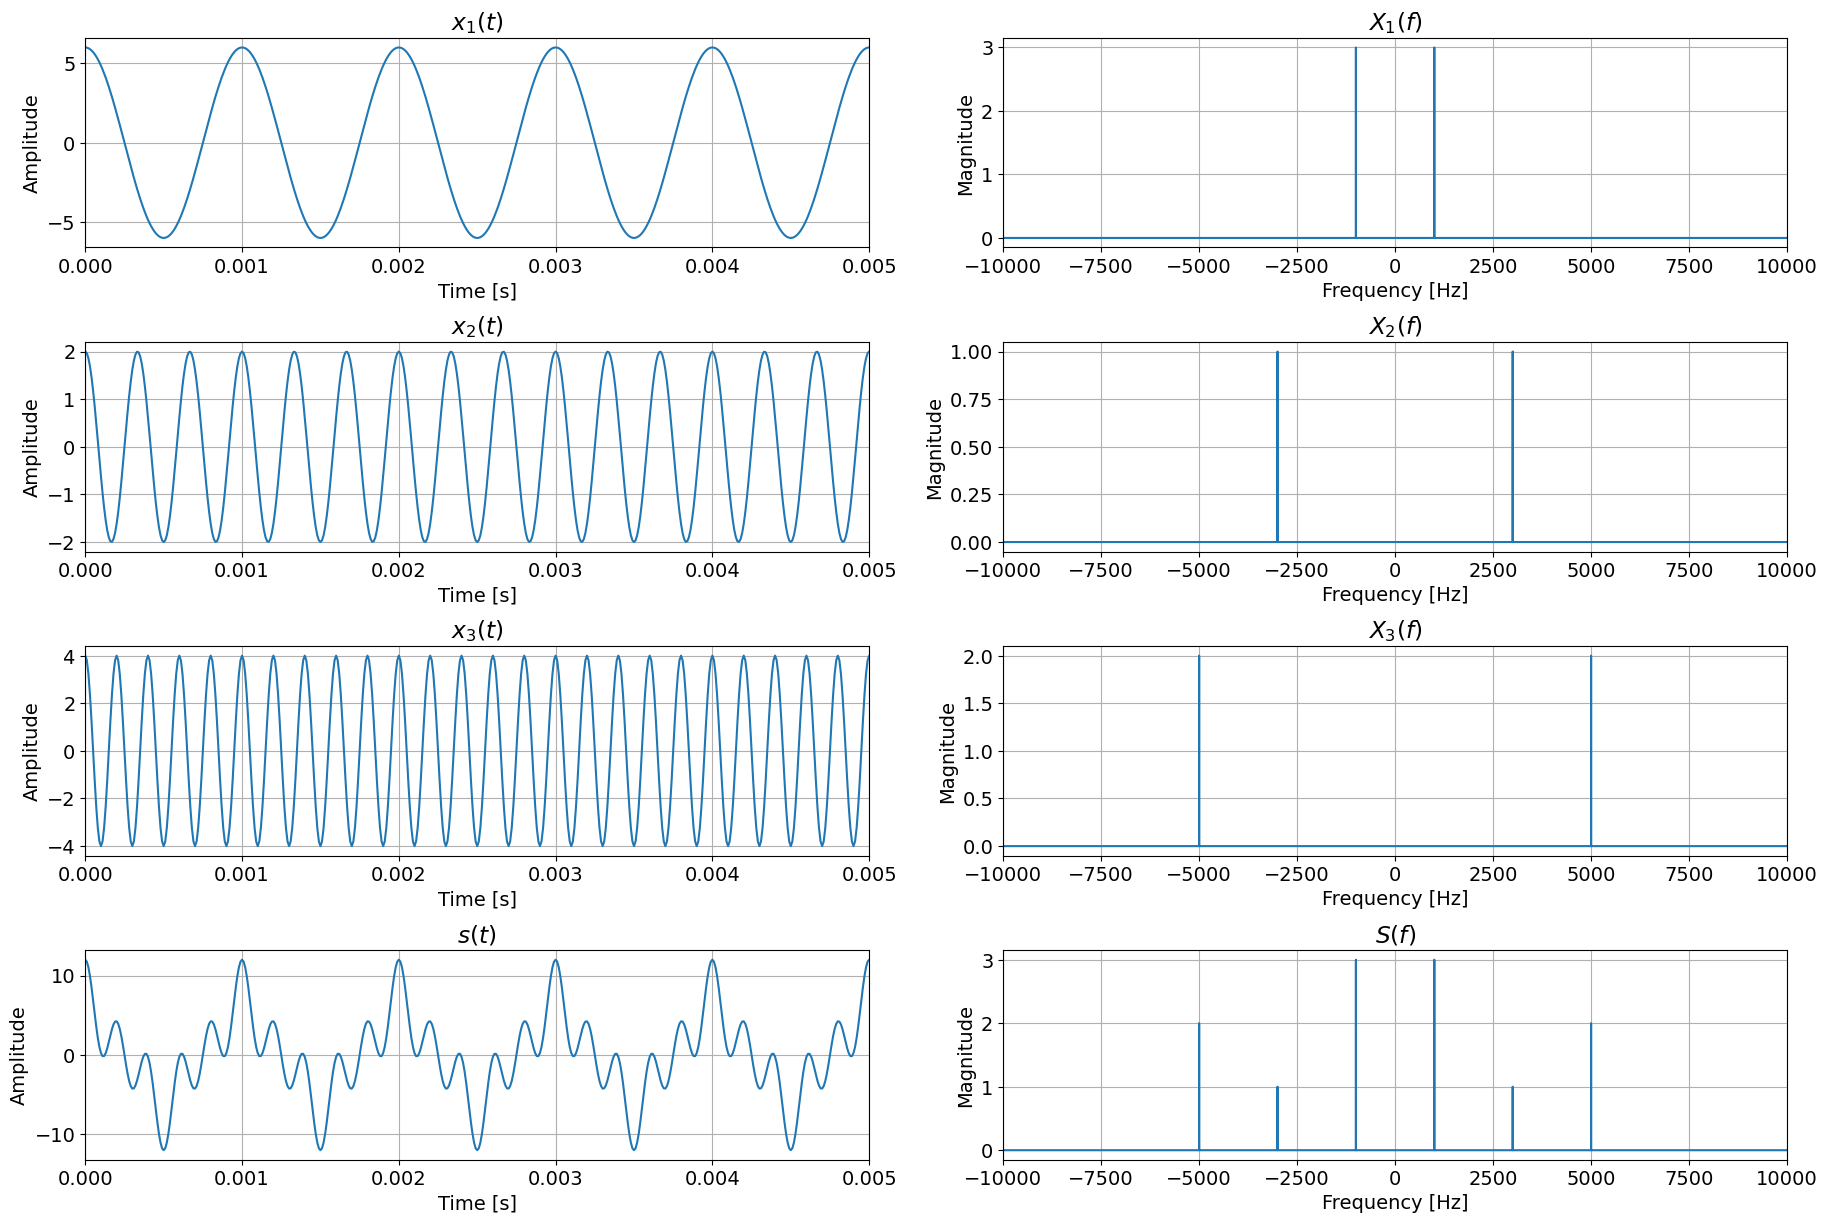 x₁(t)
Amplitude
5
0
−5
0.000 0.001 0.002 0.003 0.004 0.005
Time [s]
X₁(f)
Magnitude
3
2
1
0
−10000 −7500 −5000 −2500 0 2500 5000 7500 10000
Frequency [Hz]
x₂(t)
Amplitude
2
1
0
−1
−2
0.000 0.001 0.002 0.003 0.004 0.005
Time [s]
X₂(f)
Magnitude
1.00
0.75
0.50
0.25
0.00
−10000 −7500 −5000 −2500 0 2500 5000 7500 10000
Frequency [Hz]
x₃(t)
Amplitude
4
2
0
−2
−4
0.000 0.001 0.002 0.003 0.004 0.005
Time [s]
X₃(f)
Magnitude
2.0
1.5
1.0
0.5
0.0
−10000 −7500 −5000 −2500 0 2500 5000 7500 10000
Frequency [Hz]
s(t)
Amplitude
10
0
−10
0.000 0.001 0.002 0.003 0.004 0.005
Time [s]
S(f)
Magnitude
3
2
1
0
−10000 −7500 −5000 −2500 0 2500 5000 7500 10000
Frequency [Hz]